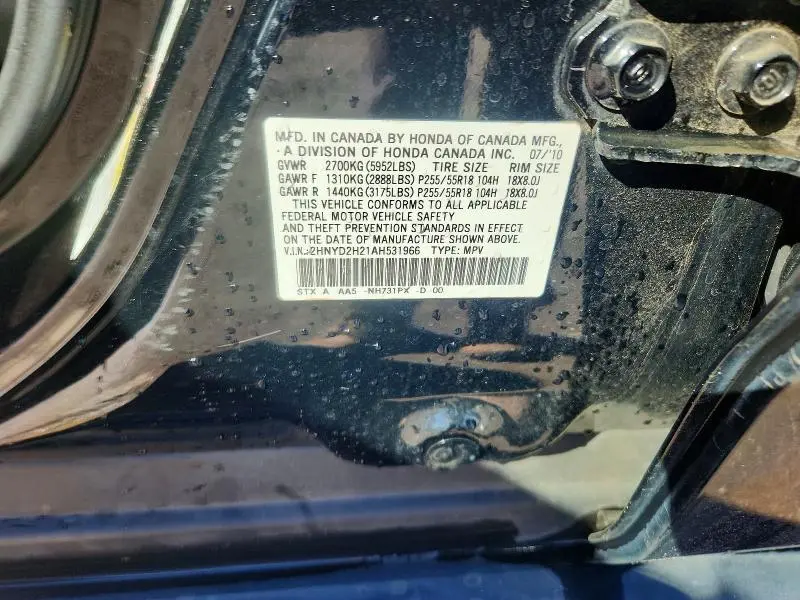 MFD. IN CANADA BY HONDA OF CANADA MFG.,
A DIVISION OF HONDA CANADA INC. 07/'10
GVWR 2700KG (5952LBS) TIRE SIZE RIM SIZE
GAWR F 1310KG (2888LBS) P255/55R18 104H 18X8.0J
GAWR R 1440KG (3175LBS) P255/55R18 104H 18X8.0J
THIS VEHICLE CONFORMS TO ALL APPLICABLE
FEDERAL MOTOR VEHICLE SAFETY
AND THEFT PREVENTION STANDARDS IN EFFECT
ON THE DATE OF MANUFACTURE SHOWN ABOVE.
V.I.N.: 2HNYD2H21AH531966 TYPE: MPV
STX A AA5 -NH731PX -D 00